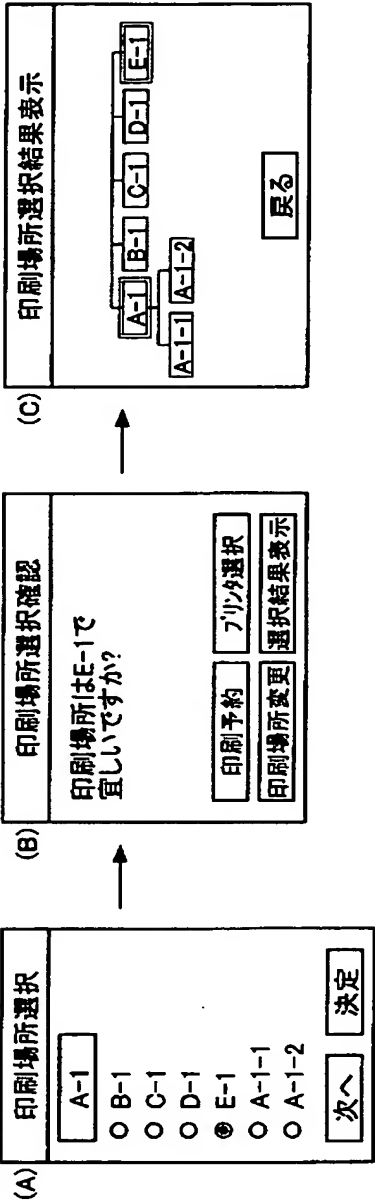 (A)
印刷場所選択
A-1
B-1
C-1
D-1
E-1
A-1-1
A-1-2
次へ 決定
(B)
印刷場所選択確認
印刷場所はE-1で
宜しいですか?
印刷予約 プリンタ選択
印刷場所変更 選択結果表示
(C)
印刷場所選択結果表示
A-1 B-1 C-1 D-1 E-1
A-1-1 A-1-2
戻る